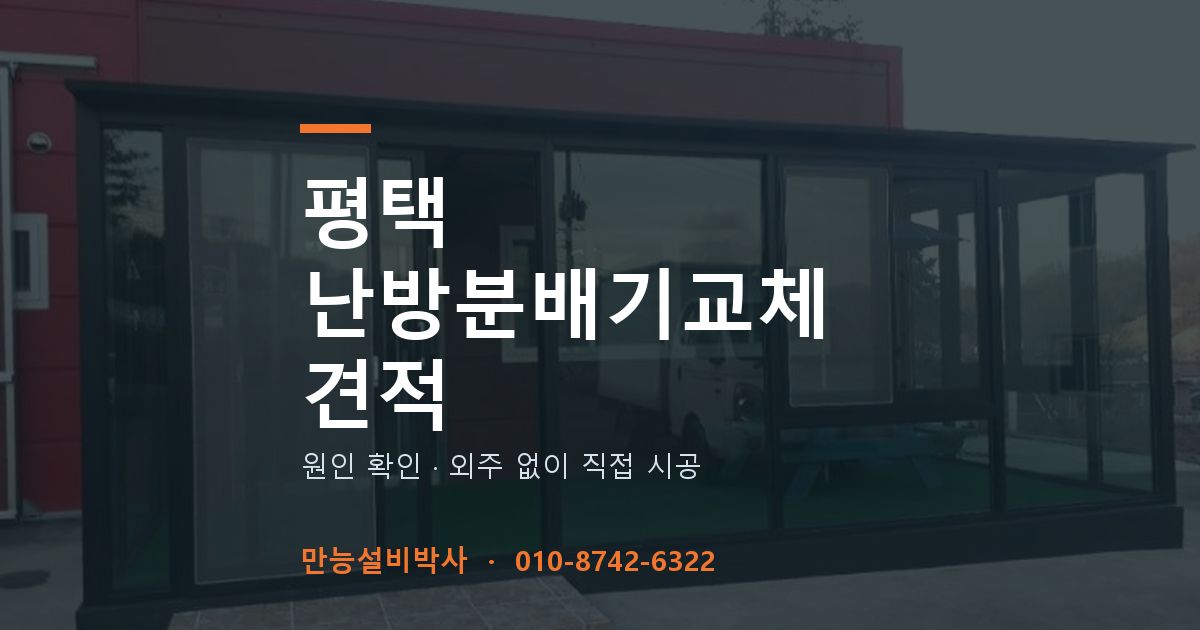 평택
난방분배기교체
견적
원인 확인 · 외주 없이 직접 시공
만능설비박사 · 010-8742-6322